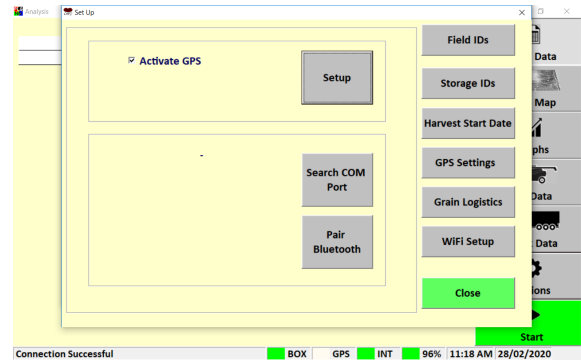 Analysis
Set Up
Activate GPS
Setup
-
Search COM
Port
Pair
Bluetooth
Field IDs
Storage IDs
Harvest Start Date
GPS Settings
Grain Logistics
WiFi Setup
Close
Data
Map
phs
Data
Data
ions
Start
Connection Successful
BOX
GPS
INT
96%
11:18 AM
28/02/2020